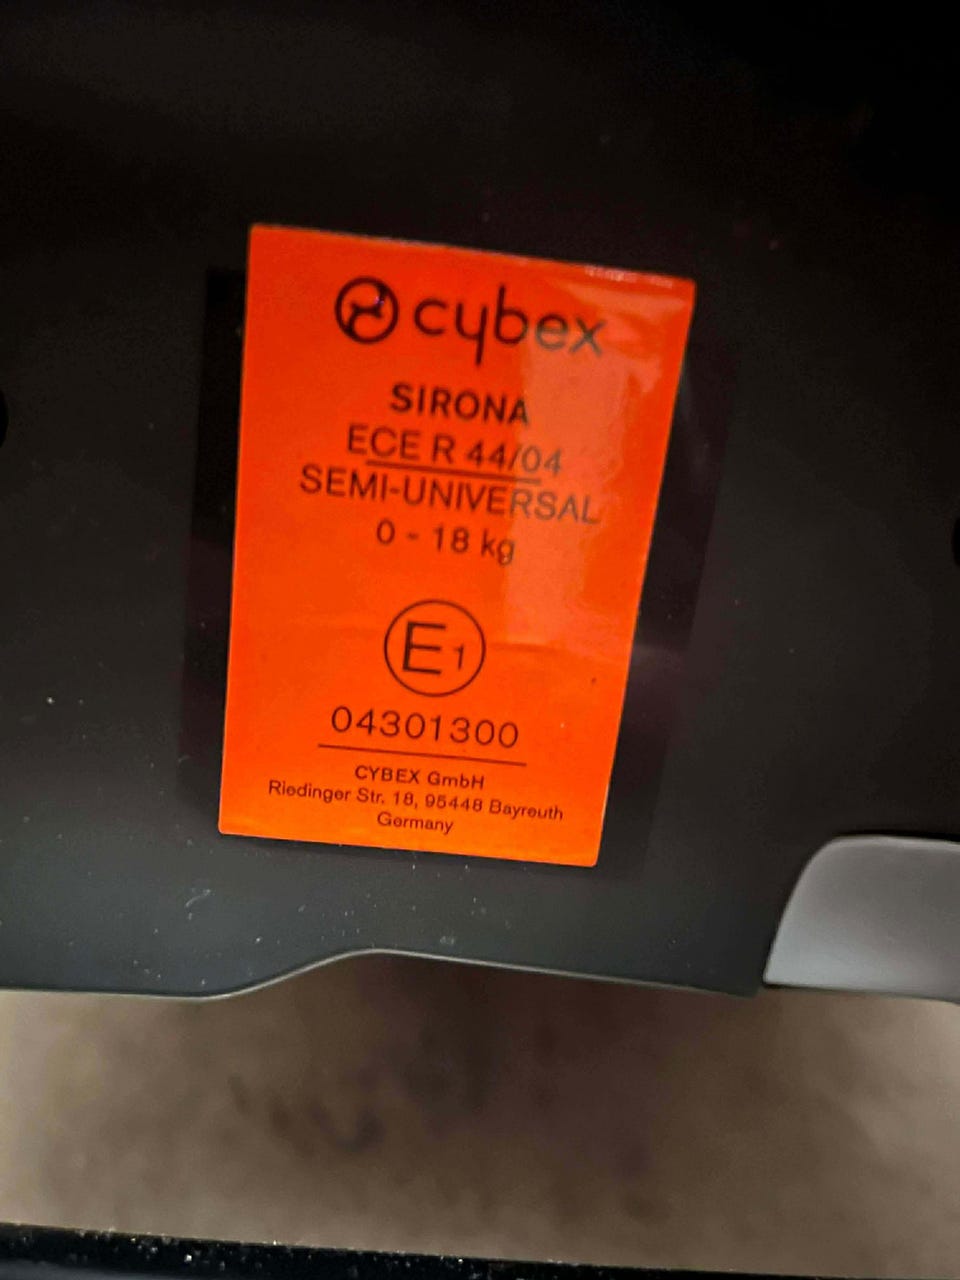 cybex
SIRONA
ECE R 44/04
SEMI-UNIVERSAL
0 - 18 kg
E1
04301300
CYBEX GmbH
Riedinger Str. 18, 95448 Bayreuth
Germany